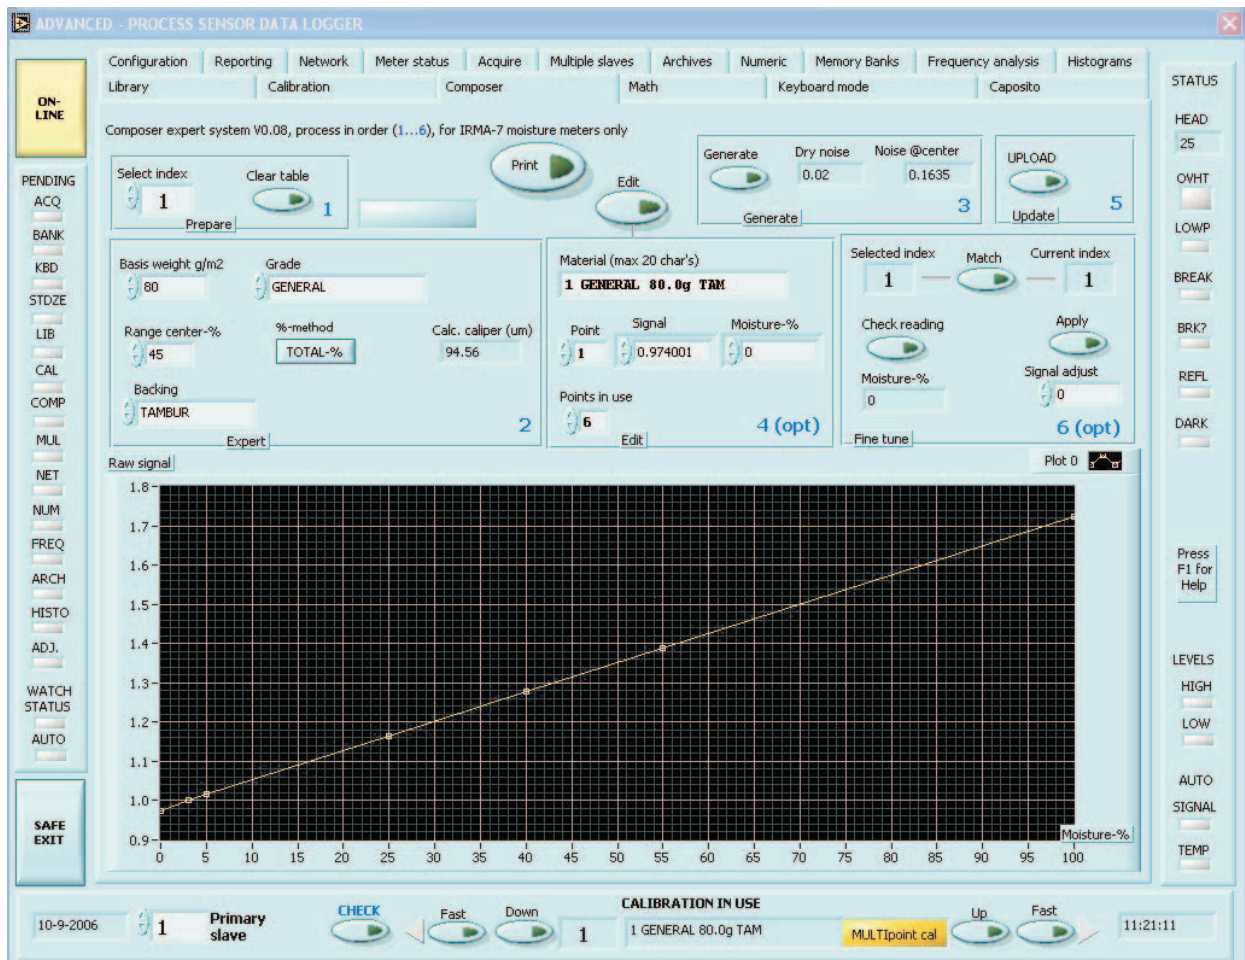 ADVANCED - PROCESS SENSOR DATA LOGGER
Configuration Reporting Network Meter status Acquire Multiple slaves Archives Numeric Memory Banks Frequency analysis Histograms
Library Calibration Composer Math Keyboard mode Caposito
ON-
LINE
PENDING
ACQ
BANK
KBD
STDZE
LIB
CAL
COMP
MUL
NET
NUM
FREQ
ARCH
HISTO
ADJ.
WATCH
STATUS
AUTO
SAFE
EXIT
Composer expert system V0.08, process in order (1...6), for IRMA-7 moisture meters only
Select index Clear table
1
1
Prepare
Print
Edit
Generate Dry noise Noise @center
0.02 0.1635
3
Generate
UPLOAD
5
Update
Basis weight g/m2 Grade
80 GENERAL
Range center-% %-method Calc. caliper (um)
45 TOTAL-% 94.56
Backing
TAMBUR
2
Expert
Material (max 20 char's)
1 GENERAL 80.0g TAM
Point Signal Moisture-%
1 0.974001 0
Points in use
6
4 (opt)
Edit
Selected index Match Current index
1 1
Check reading Apply
Moisture-% Signal adjust
0 0
6 (opt)
Fine tune
Raw signal
Plot 0
1.8
1.7
1.6
1.5
1.4
1.3
1.2
1.1
1.0
0.9
Moisture-%
0 5 10 15 20 25 30 35 40 45 50 55 60 65 70 75 80 85 90 95 100
STATUS
HEAD
25
OVHT
LOWP
BREAK
BRK?
REFL
DARK
Press
F1 for
Help
LEVELS
HIGH
LOW
AUTO
SIGNAL
TEMP
10-9-2006
1
Primary
slave
CHECK
Fast Down
CALIBRATION IN USE
1
1 GENERAL 80.0g TAM
MULTIpoint cal
Up Fast
11:21:11